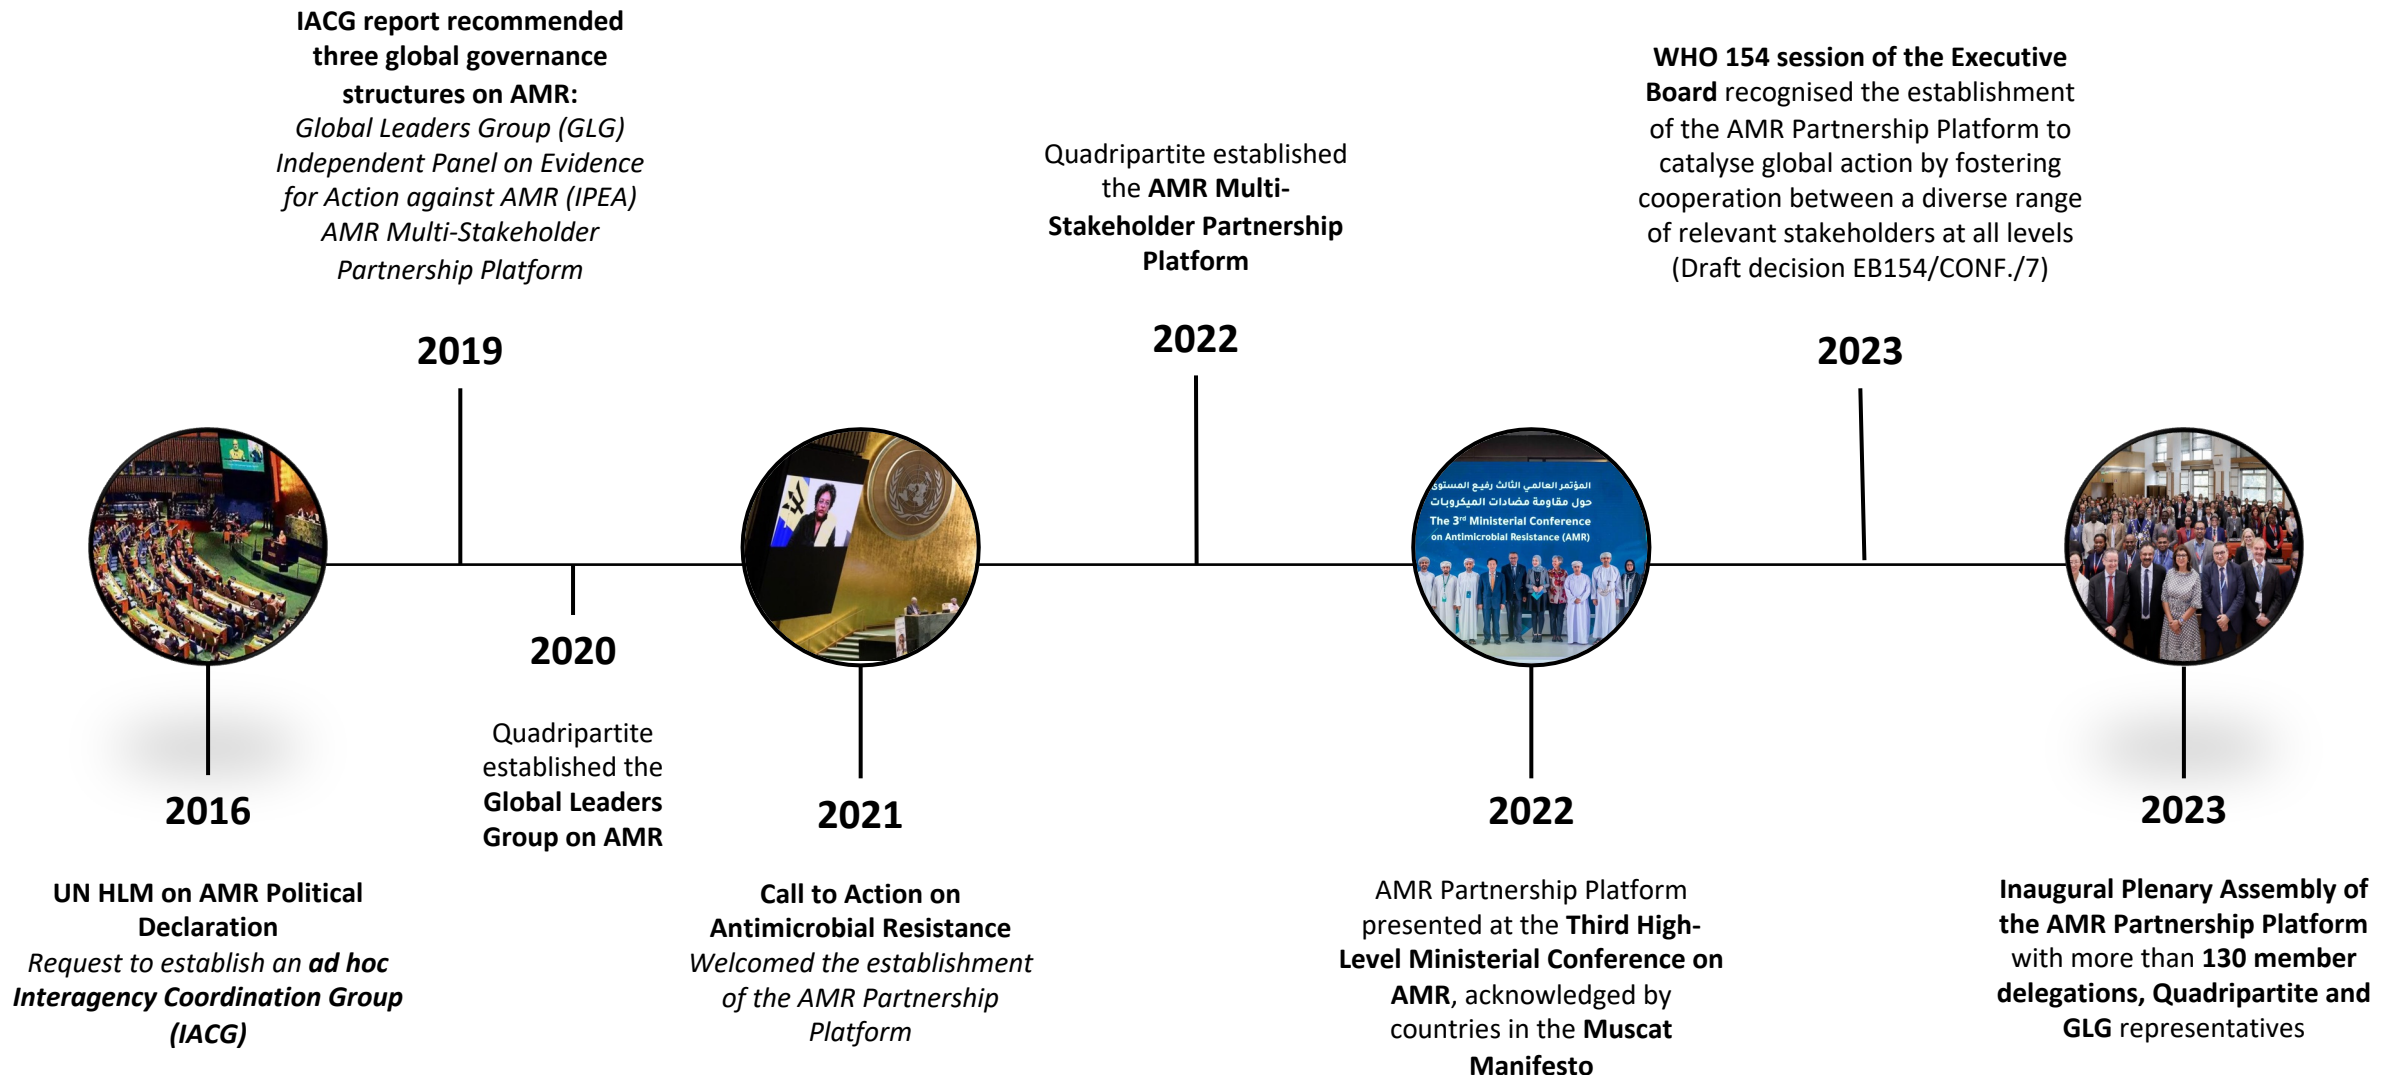 IACG report recommended
three global governance
structures on AMR:
Global Leaders Group (GLG)
Independent Panel on Evidence
for Action against AMR (IPEA)
AMR Multi-Stakeholder
Partnership Platform
2019
Quadripartite established
the AMR Multi-
Stakeholder Partnership
Platform
2022
WHO 154 session of the Executive
Board recognised the establishment
of the AMR Partnership Platform to
catalyse global action by fostering
cooperation between a diverse range
of relevant stakeholders at all levels
(Draft decision EB154/CONF./7)
2023
المؤتمر العالمي الثالث رفيع المستوى
حول مقاومة مضادات الميكروبات
The 3rd Ministerial Conference
on Antimicrobial Resistance (AMR)
2016
UN HLM on AMR Political
Declaration
Request to establish an ad hoc
Interagency Coordination Group
(IACG)
2020
Quadripartite
established the
Global Leaders
Group on AMR
2021
Call to Action on
Antimicrobial Resistance
Welcomed the establishment
of the AMR Partnership
Platform
2022
AMR Partnership Platform
presented at the Third High-
Level Ministerial Conference on
AMR, acknowledged by
countries in the Muscat
Manifesto
2023
Inaugural Plenary Assembly of
the AMR Partnership Platform
with more than 130 member
delegations, Quadripartite and
GLG representatives